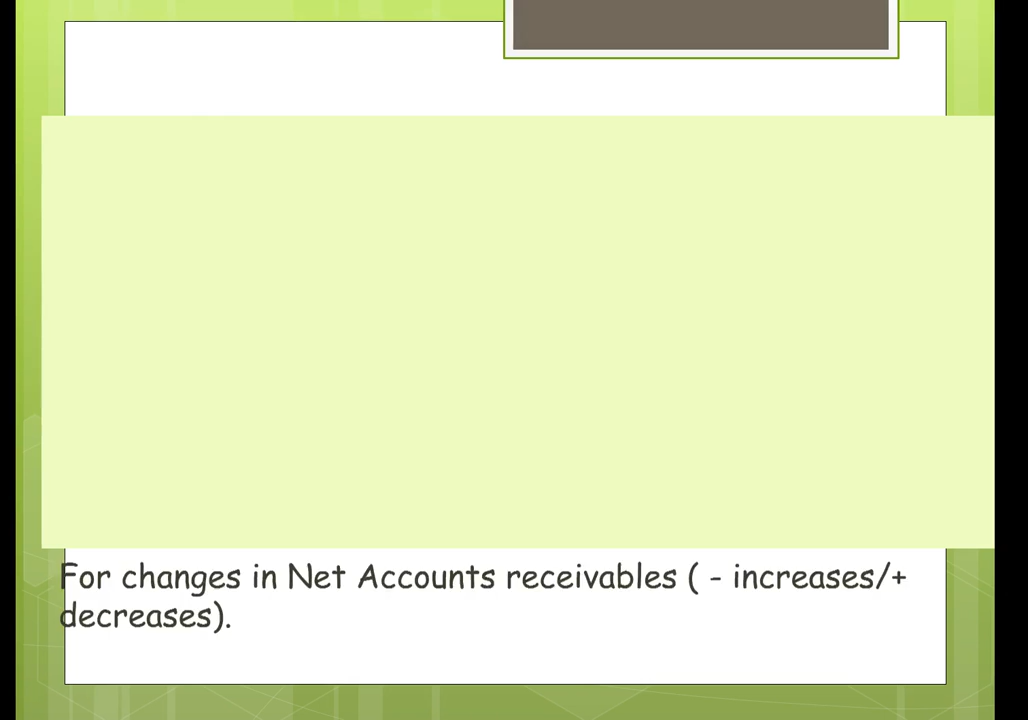 For changes in Net Accounts receivables ( - increases/+
decreases).